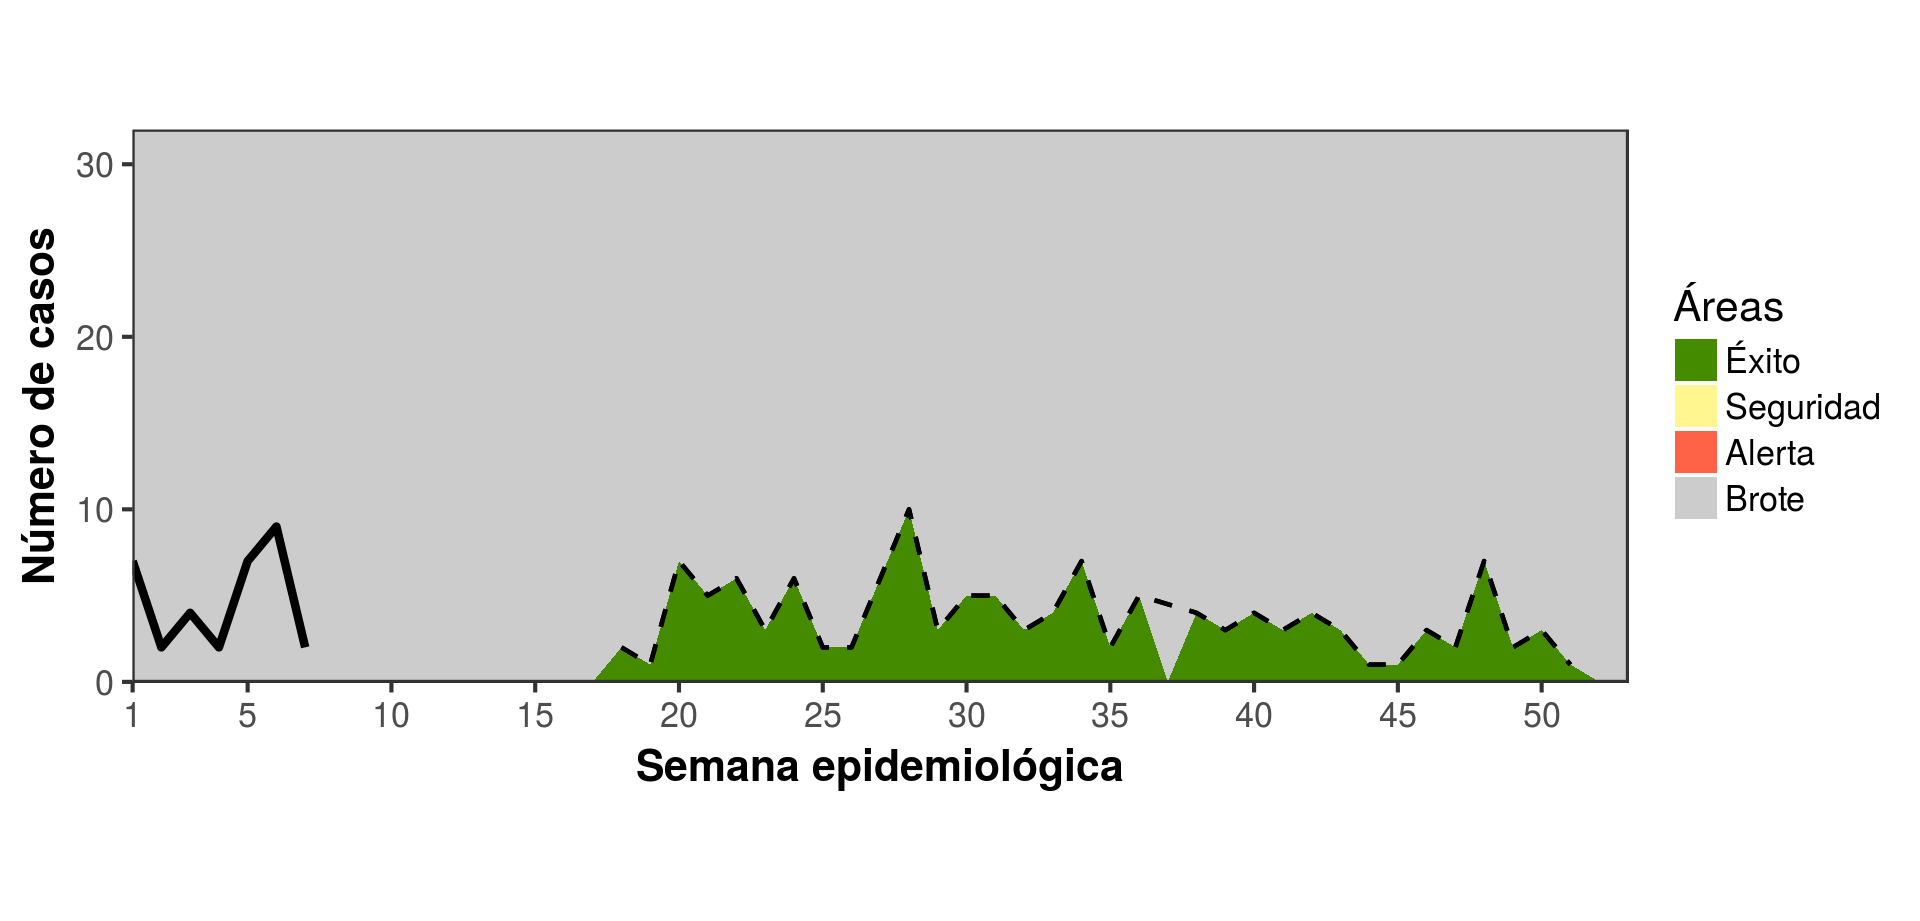 Número de casos
30
20
10
0
1 5 10 15 20 25 30 35 40 45 50
Semana epidemiológica
Áreas
Éxito
Seguridad
Alerta
Brote